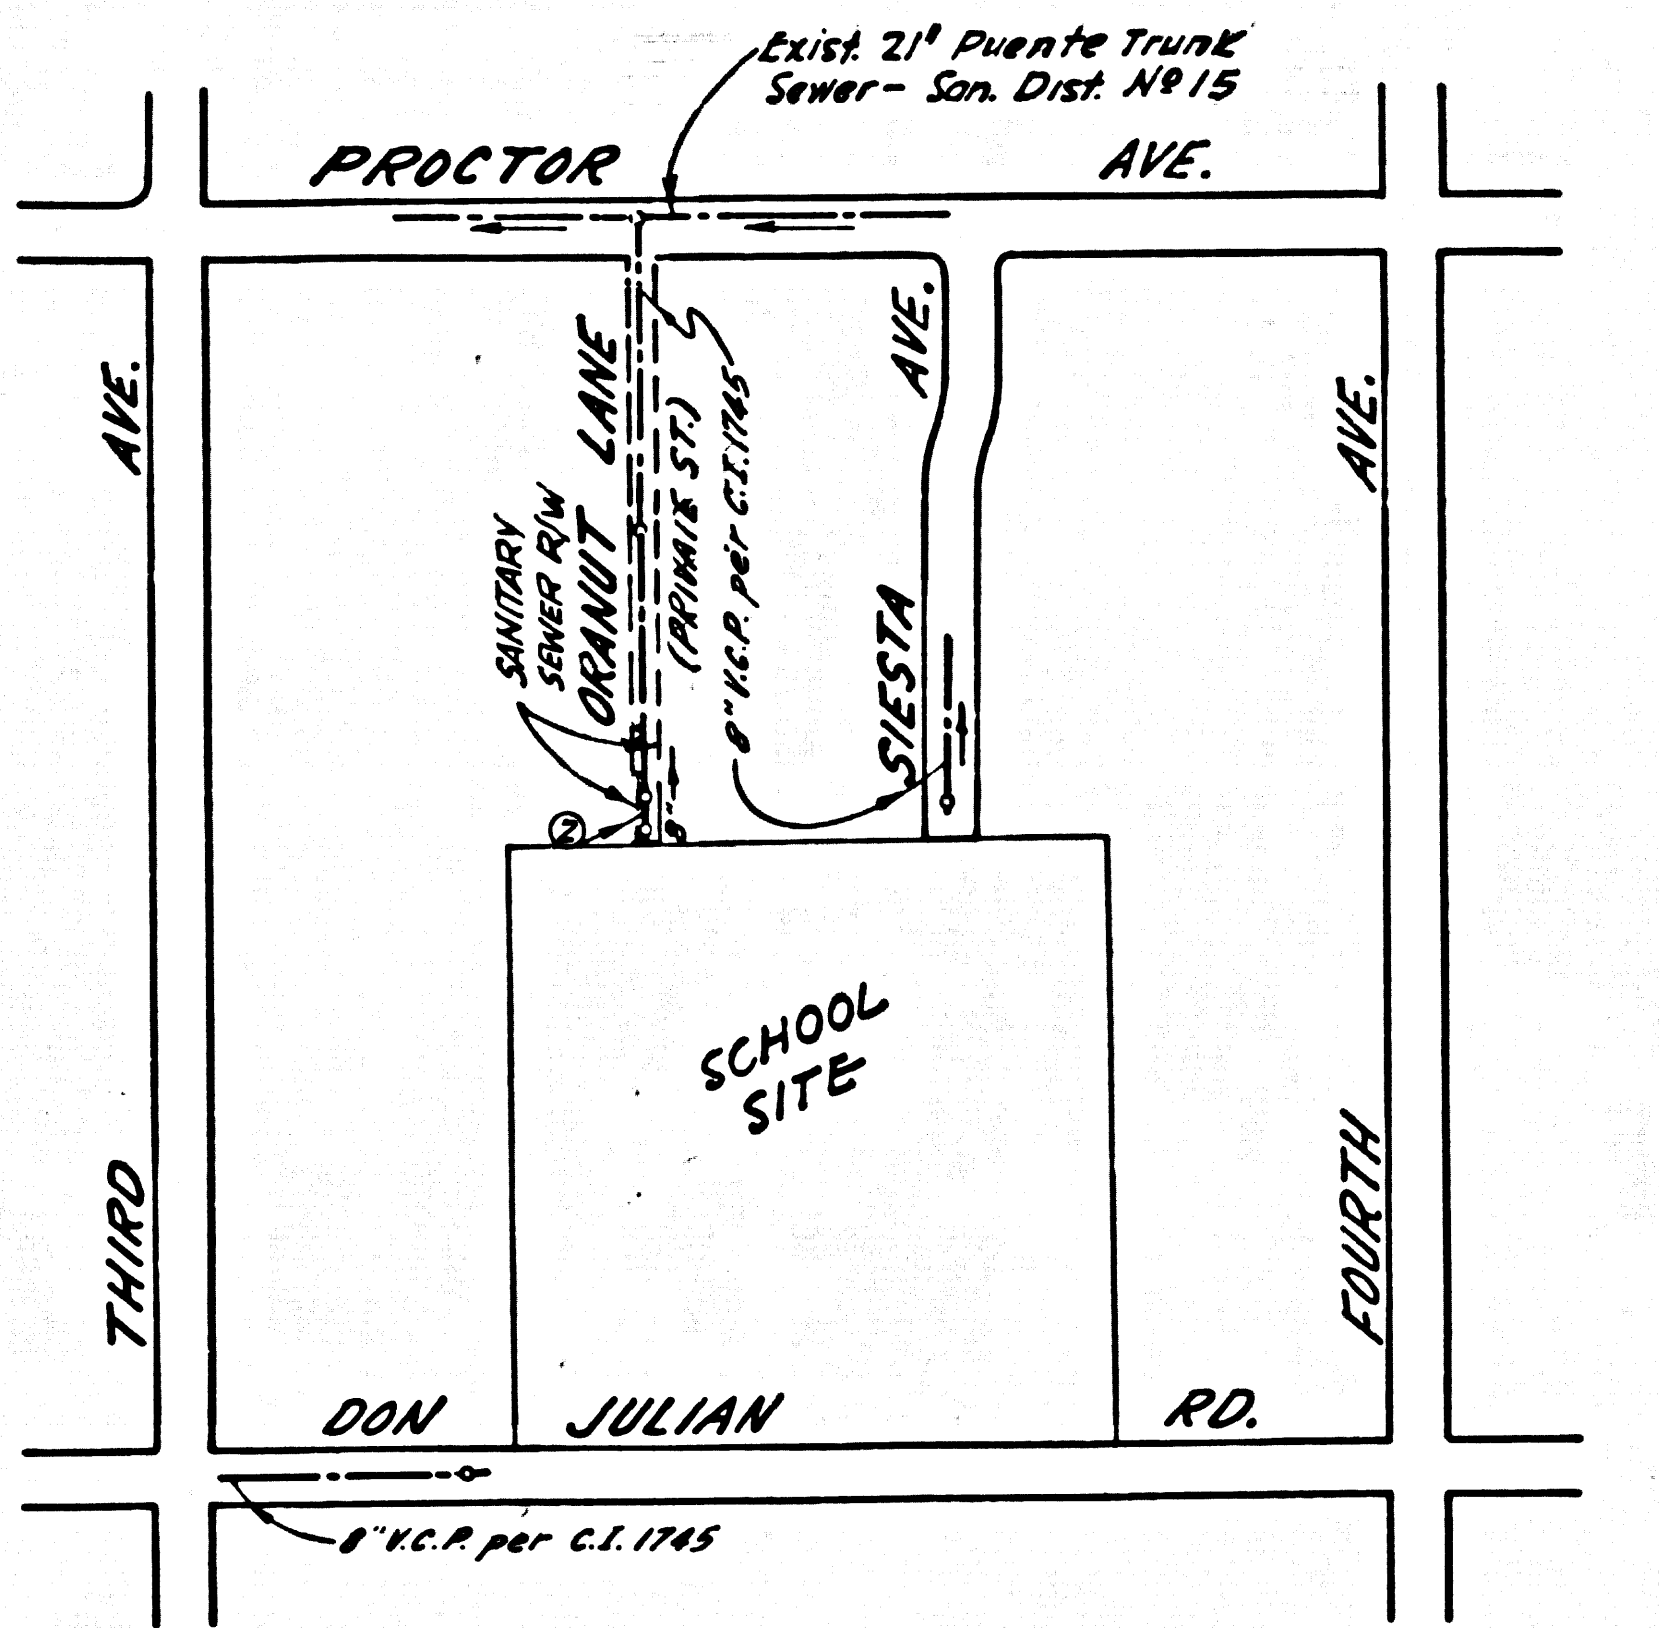 Exist. 21" Puente Trunk
Sewer - San. Dist. Nº 15
PROCTOR AVE.
THIRD AVE.
SANITARY
SEWER R/W
ORANUT LANE
(PRIVATE ST.)
8" V.C.P. per C.I. 1745
SIESTA AVE.
FOURTH AVE.
2
8"
SCHOOL
SITE
DON JULIAN RD.
8" V.C.P. per C.I. 1745